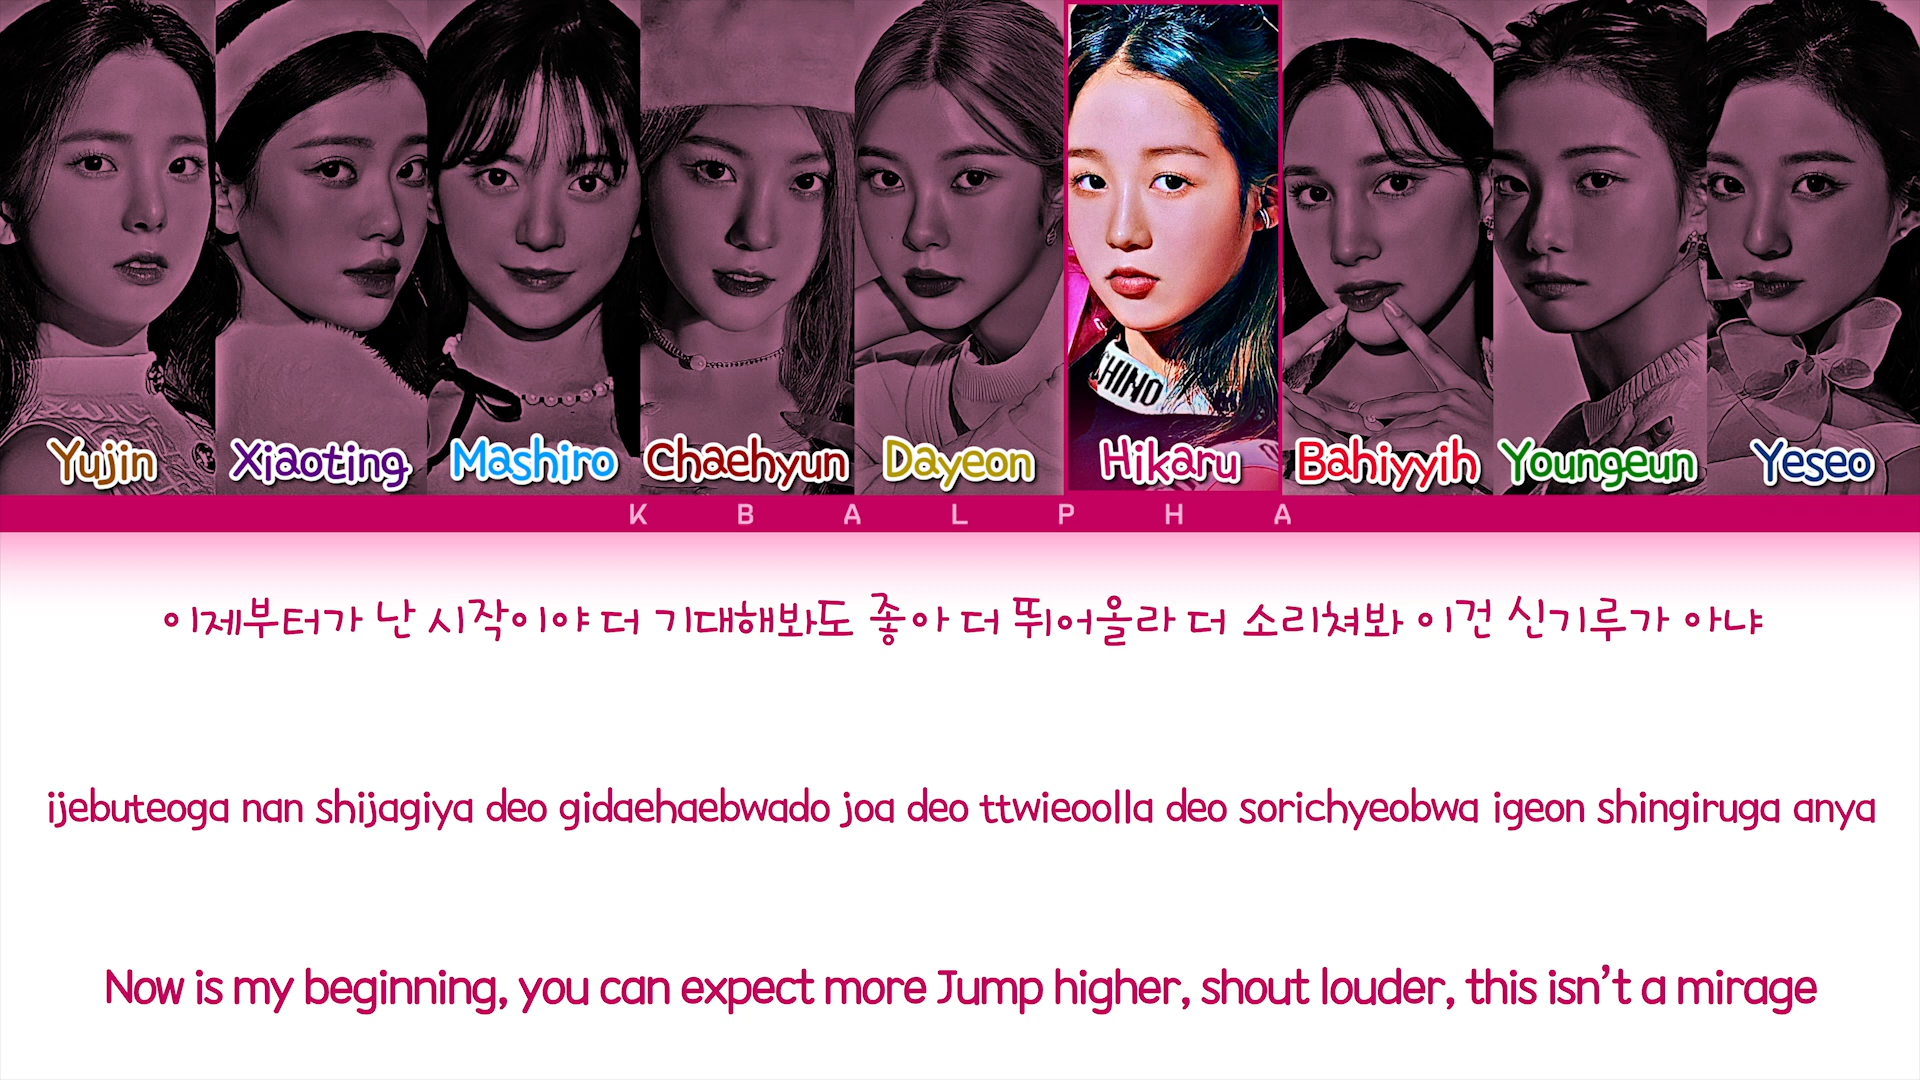 Yujin
Xiaoting
Mashiro
Chaehyun
Dayeon
Hikaru
Bahiyyih
Youngeun
Yeseo
CHINO
K B A L P H A
이제부터가 난 시작이야 더 기대해봐도 좋아 더 뛰어올라 더 소리쳐봐 이건 신기루가 아냐
ijebuteoga nan shijagiya deo gidaehaebwado joa deo ttwieoolla deo sorichyeobwa igeon shingiruga anya
Now is my beginning, you can expect more Jump higher, shout louder, this isn’t a mirage